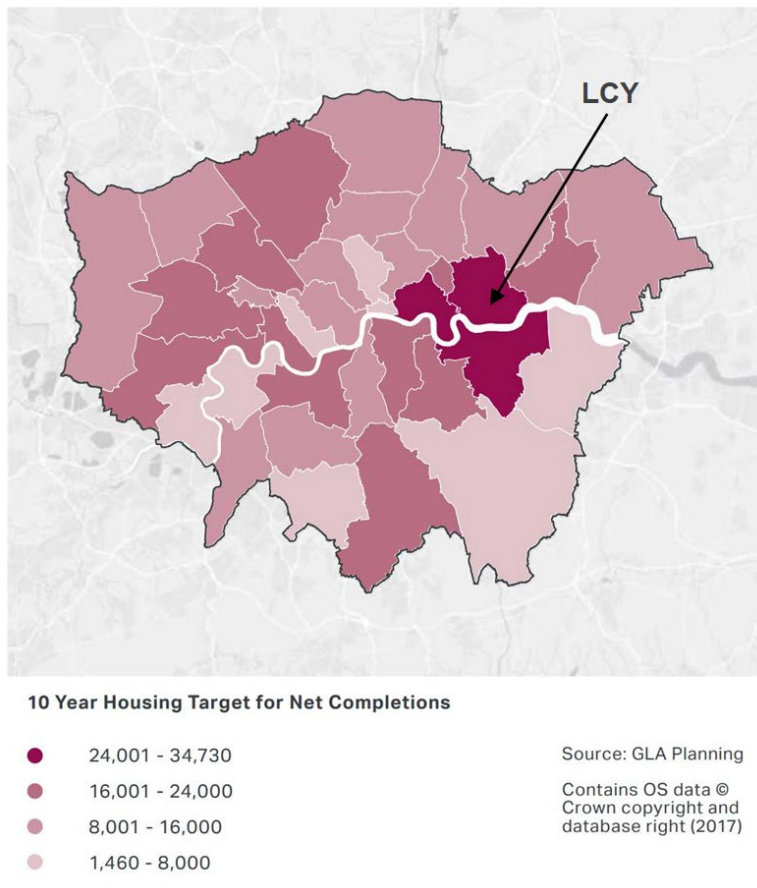 LCY
10 Year Housing Target for Net Completions
24,001 - 34,730
16,001 - 24,000
8,001 - 16,000
1,460 - 8,000
Source: GLA Planning
Contains OS data ©
Crown copyright and
database right (2017)